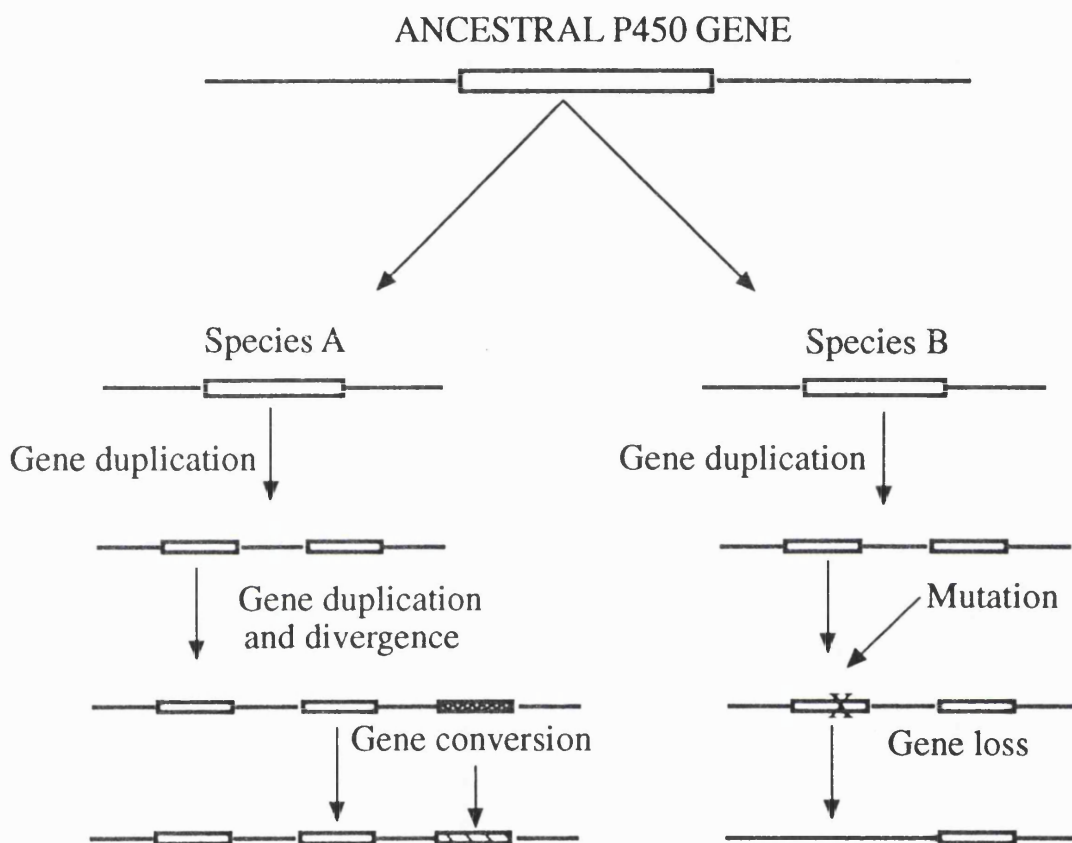 ANCESTRAL P450 GENE
Species A
Species B
Gene duplication
Gene duplication
Gene duplication
and divergence
Mutation
X
Gene conversion
Gene loss